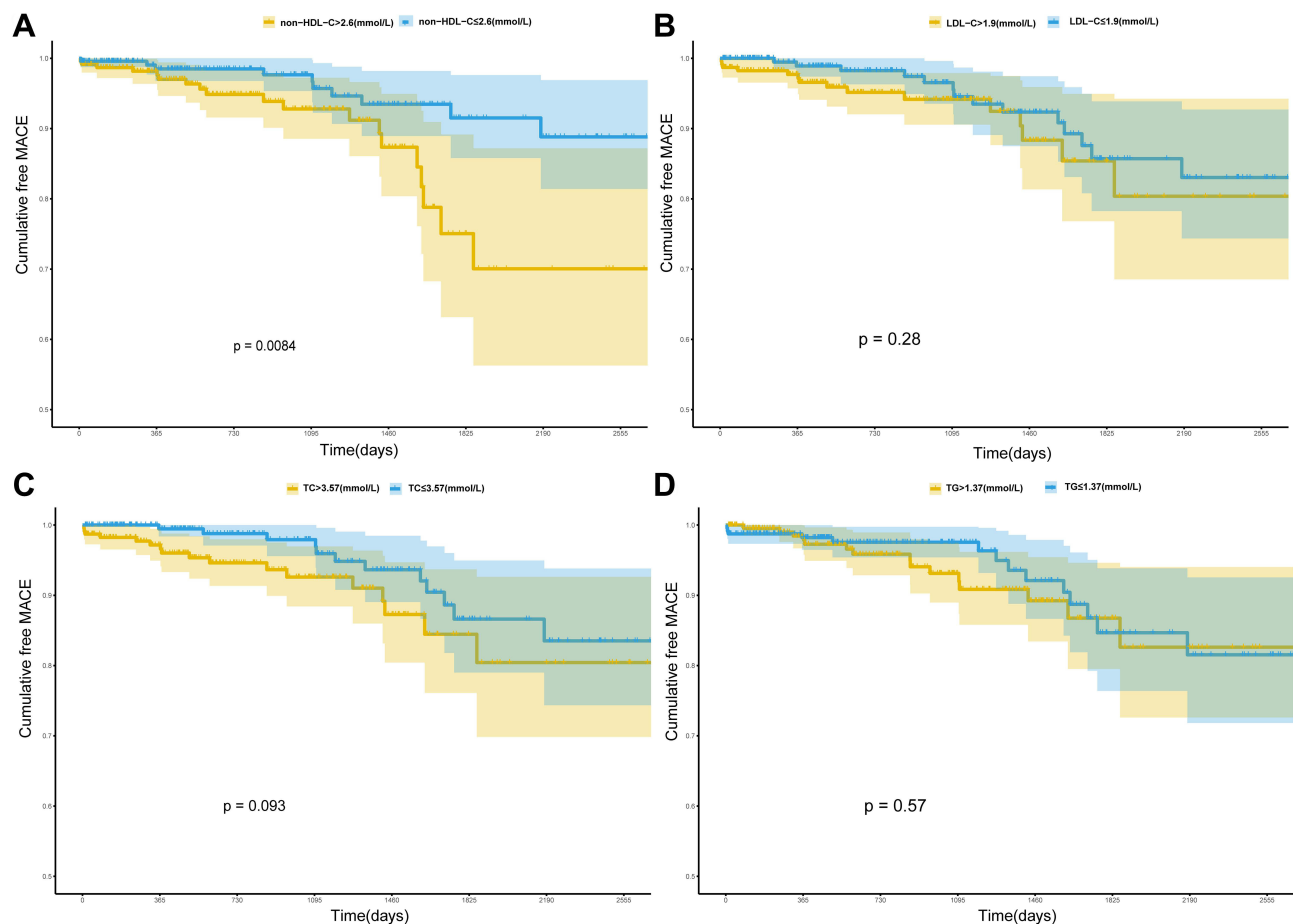 A
non-HDL-C>2.6(mmol/L) non-HDL-C≤2.6(mmol/L)
Cumulative free MACE
1.0
0.9
0.8
0.7
0.6
0.5
p = 0.0084
0 365 730 1095 1460 1825 2190 2555
Time(days)
B
LDL-C>1.9(mmol/L) LDL-C≤1.9(mmol/L)
Cumulative free MACE
1.0
0.9
0.8
0.7
0.6
0.5
p = 0.28
0 365 730 1095 1460 1825 2190 2555
Time(days)
C
TC>3.57(mmol/L) TC≤3.57(mmol/L)
Cumulative free MACE
1.0
0.9
0.8
0.7
0.6
0.5
p = 0.093
0 365 730 1095 1460 1825 2190 2555
Time(days)
D
TG>1.37(mmol/L) TG≤1.37(mmol/L)
Cumulative free MACE
1.0
0.9
0.8
0.7
0.6
0.5
p = 0.57
0 365 730 1095 1460 1825 2190 2555
Time(days)